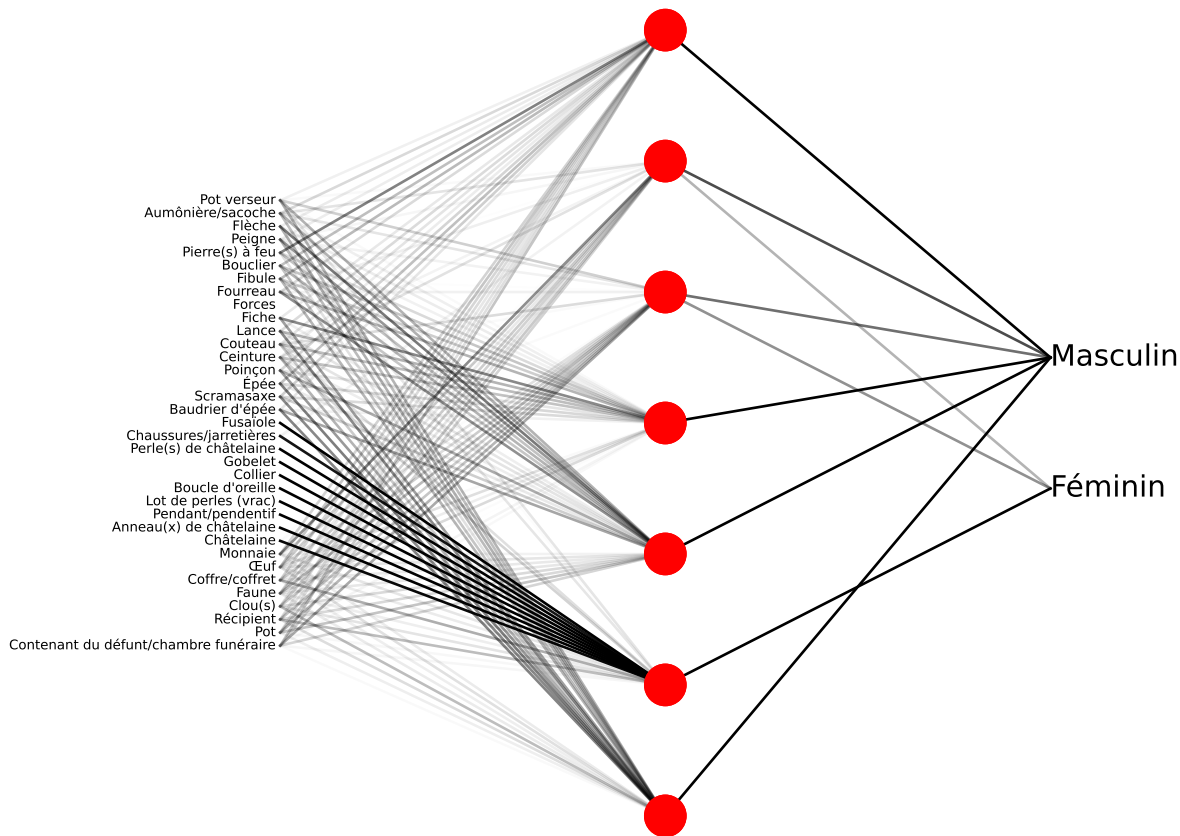 Pot verseur
Aumônière/sacoche
Flèche
Peigne
Pierre(s) à feu
Bouclier
Fibule
Fourreau
Forces
Fiche
Lance
Couteau
Ceinture
Poinçon
Épée
Scramasaxe
Baudrier d'épée
Fusaïole
Chaussures/jarretières
Perle(s) de châtelaine
Gobelet
Collier
Boucle d'oreille
Lot de perles (vrac)
Pendant/pendentif
Anneau(x) de châtelaine
Châtelaine
Monnaie
Œuf
Coffre/coffret
Faune
Clou(s)
Récipient
Pot
Contenant du défunt/chambre funéraire
Masculin
Féminin